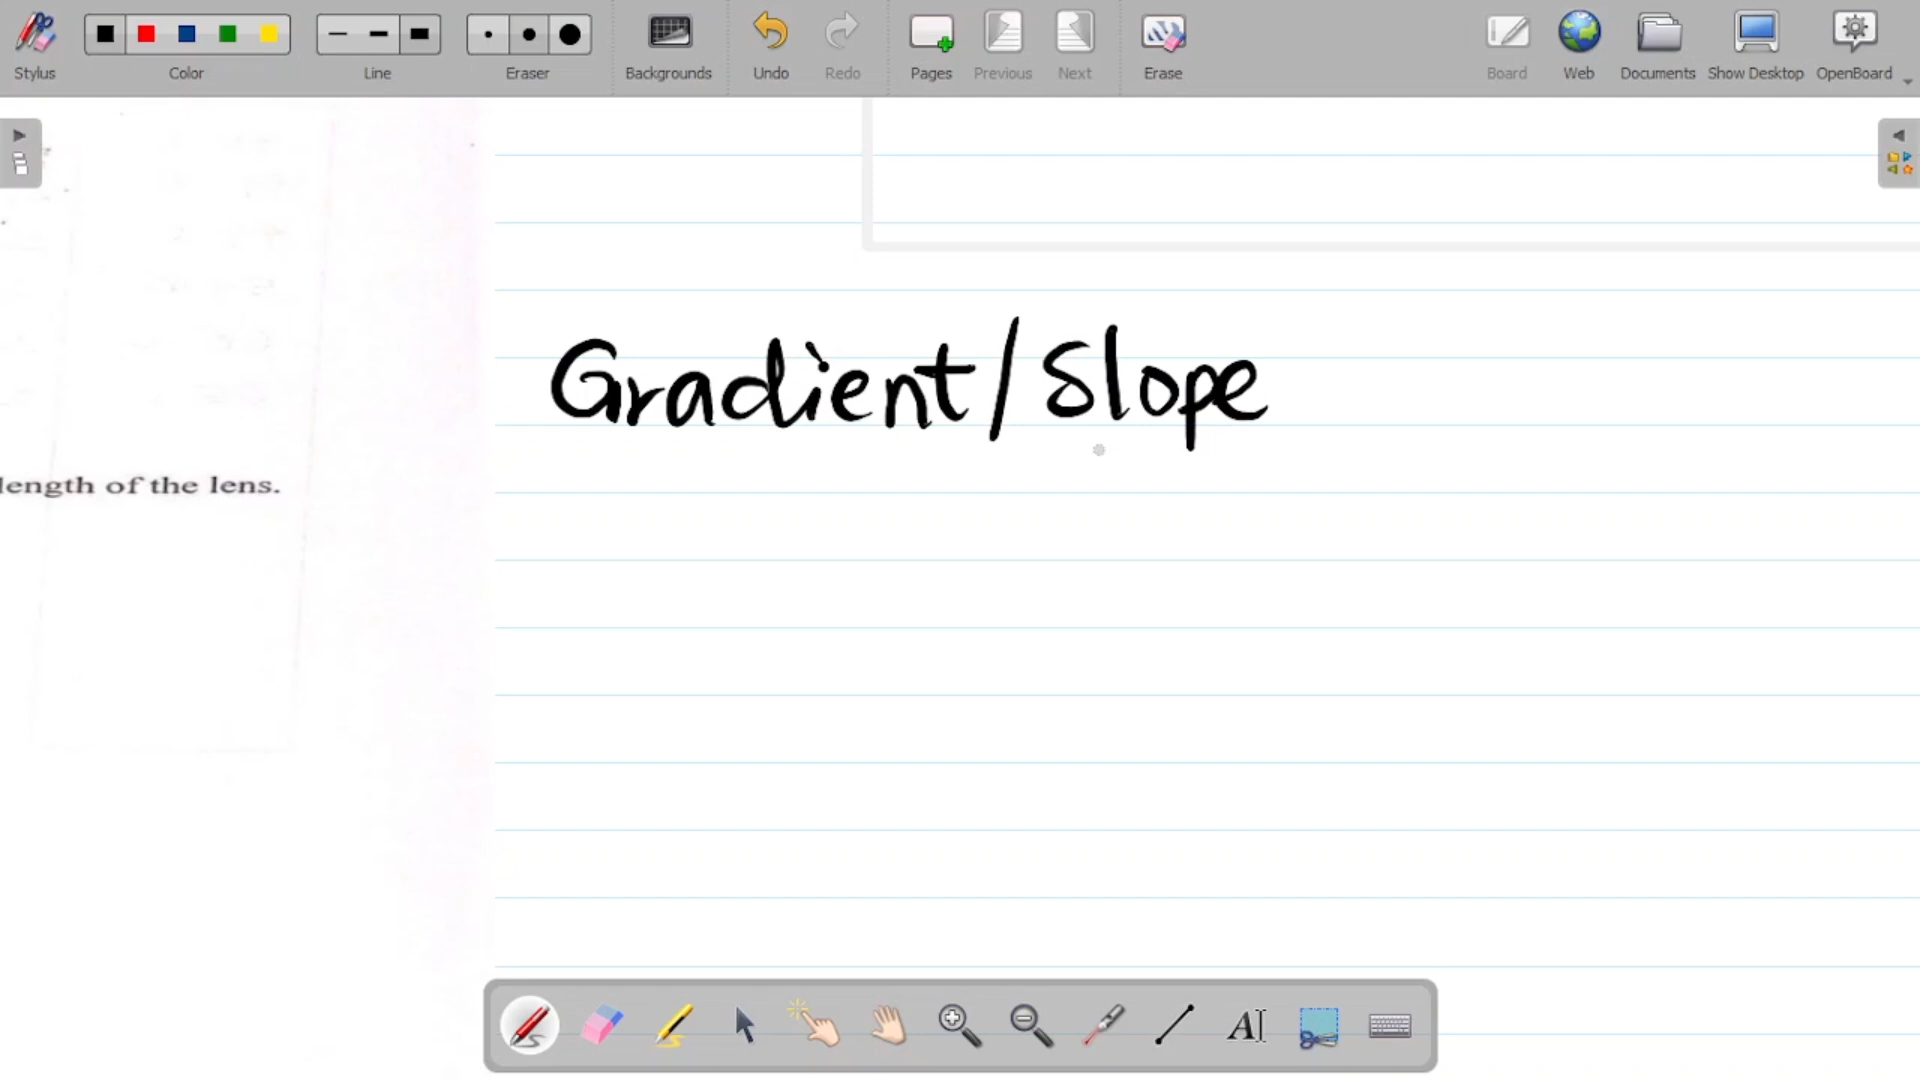 Stylus Color Line Eraser Backgrounds Undo Redo Pages Previous Next Erase Board Web Documents Show Desktop OpenBoard
Gradient/Slope
length of the lens.